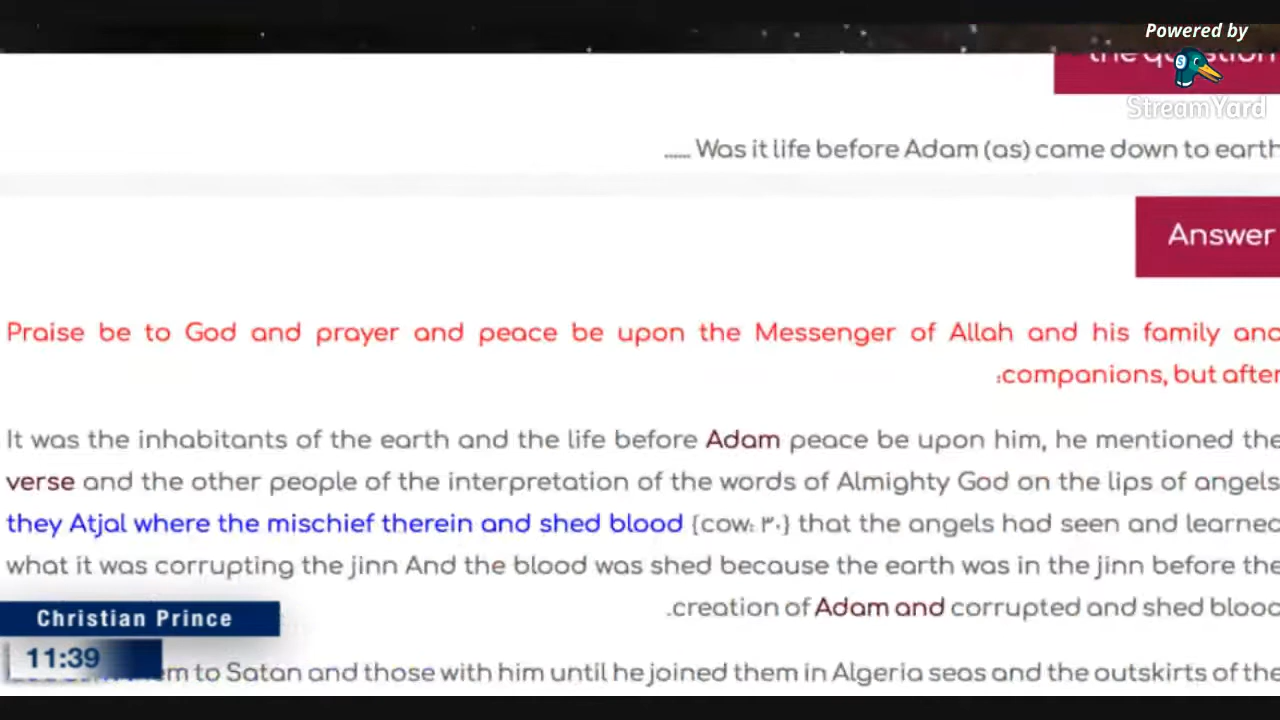 Powered by
StreamYard
the question
...... Was it life before Adam (as) came down to earth
Answer
Praise be to God and prayer and peace be upon the Messenger of Allah and his family and
:companions, but after
It was the inhabitants of the earth and the life before Adam peace be upon him, he mentioned the
verse and the other people of the interpretation of the words of Almighty God on the lips of angels
they Atjal where the mischief therein and shed blood {cow: ٣٠} that the angels had seen and learned
what it was corrupting the jinn And the blood was shed because the earth was in the jinn before the
.creation of Adam and corrupted and shed blood
Christian Prince
11:39
to Satan and those with him until he joined them in Algeria seas and the outskirts of the